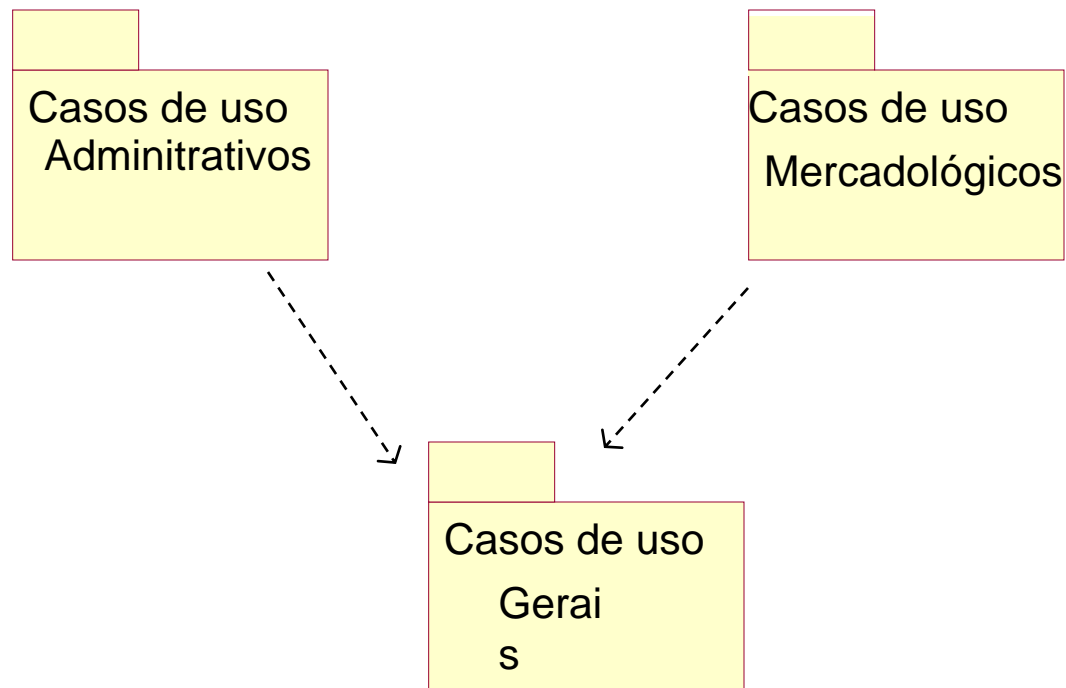 Casos de uso
Adminitrativos
Casos de uso
Mercadológicos
Casos de uso
Gerai
s